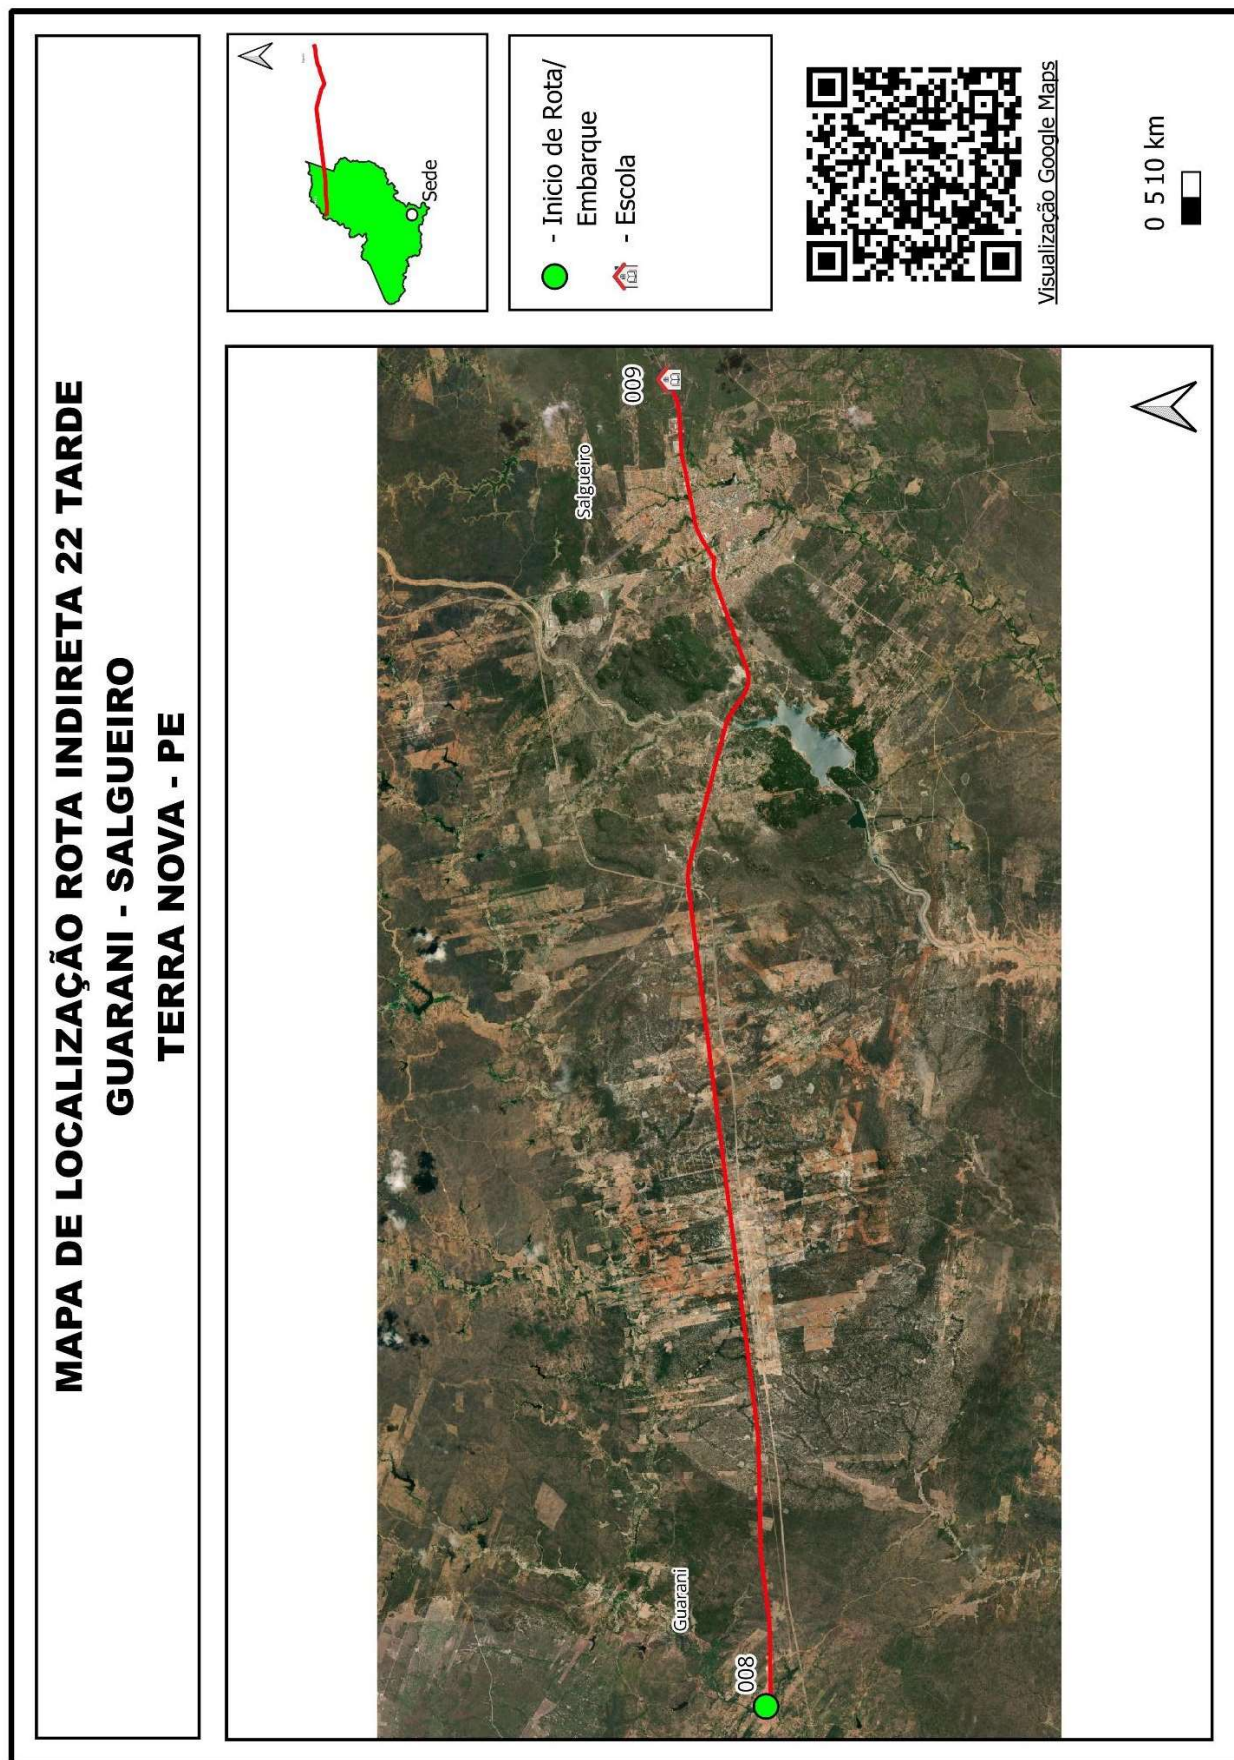 MAPA DE LOCALIZAÇÃO ROTA INDIRETA 22 TARDE
GUARANI - SALGUEIRO
TERRA NOVA - PE
Sede
- Inicio de Rota/
Embarque
- Escola
Visualização Google Maps
0 5 10 km
009
Salgueiro
Guarani
008